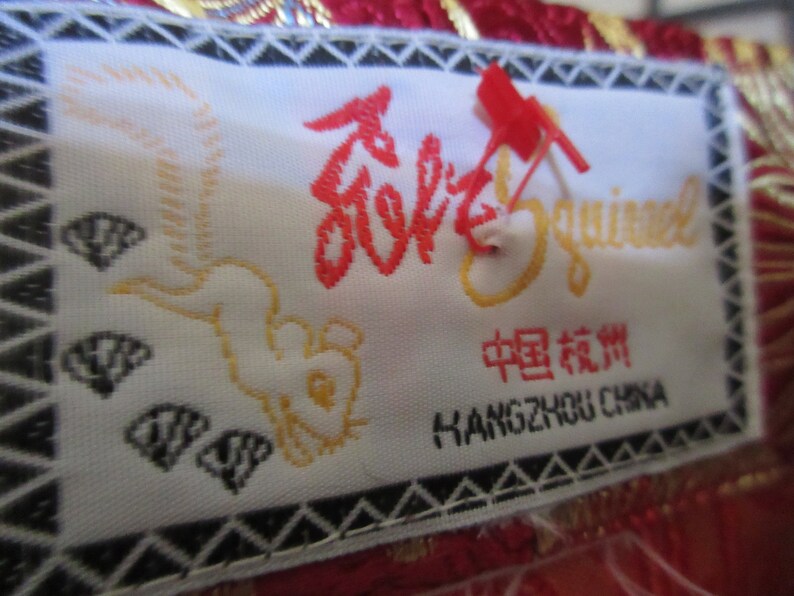 Squirrel
中国杭州
HANGZHOU CHINA